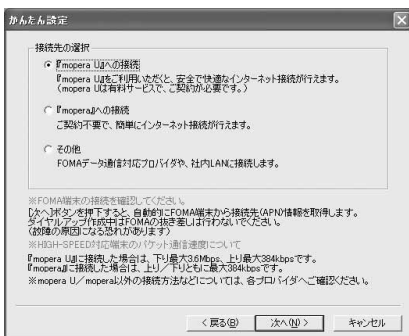 かんたん設定
接続先の選択
『mopera U』への接続
『mopera U』をご利用いただくと、安全で快適なインターネット接続が行えます。
(mopera Uは有料サービスで、ご契約が必要です。)
『mopera』への接続
ご契約不要で、簡単にインターネット接続が行えます。
その他
FOMAデータ通信対応プロバイダや、社内LANに接続します。
※FOMA端末の接続を確認してください。
[次へ]ボタンを押下すると、自動的にFOMA端末から接続先(APN)情報を取得します。
ダイヤルアップ作成中はFOMAの抜き差しは行わないでください。
(故障の原因になる恐れがあります)
※HIGH-SPEED対応端末のパケット通信速度について
『mopera U』に接続した場合は、下り最大3.6Mbps、上り最大384kbpsです。
『mopera』に接続した場合は、上り/下りともに最大384kbpsです。
※mopera U/mopera以外の接続方法などについては、各プロバイダへご確認ください。
< 戻る(B)
次へ(N) >
キャンセル